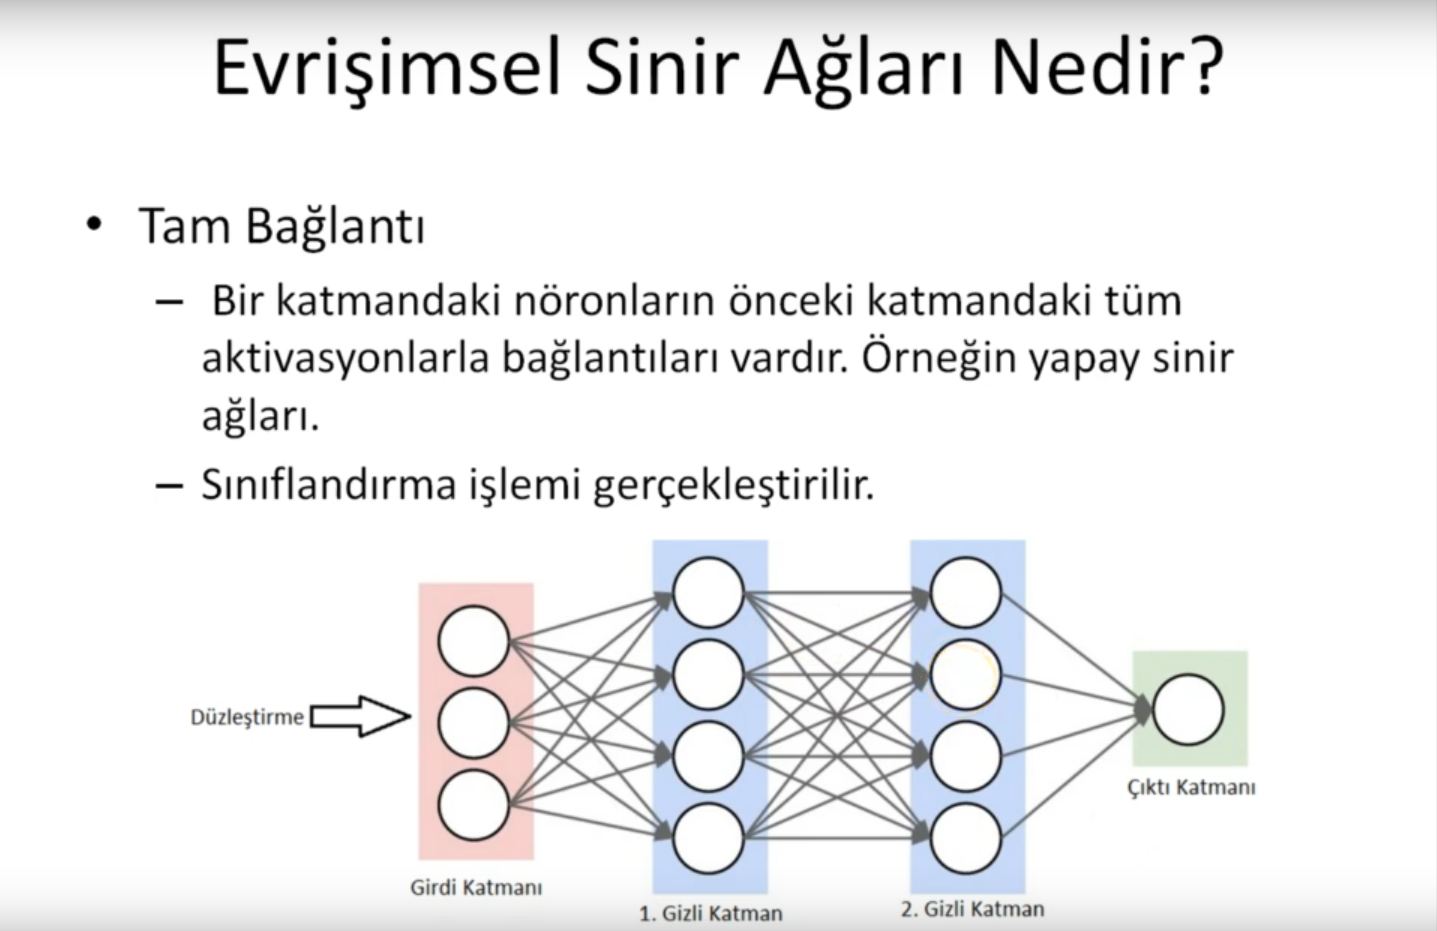 Evrişimsel Sinir Ağları Nedir?
• Tam Bağlantı
– Bir katmandaki nöronların önceki katmandaki tüm
aktivasyonlarla bağlantıları vardır. Örneğin yapay sinir
ağları.
– Sınıflandırma işlemi gerçekleştirilir.
Düzleştirme
Girdi Katmanı
1. Gizli Katman
2. Gizli Katman
Çıktı Katmanı